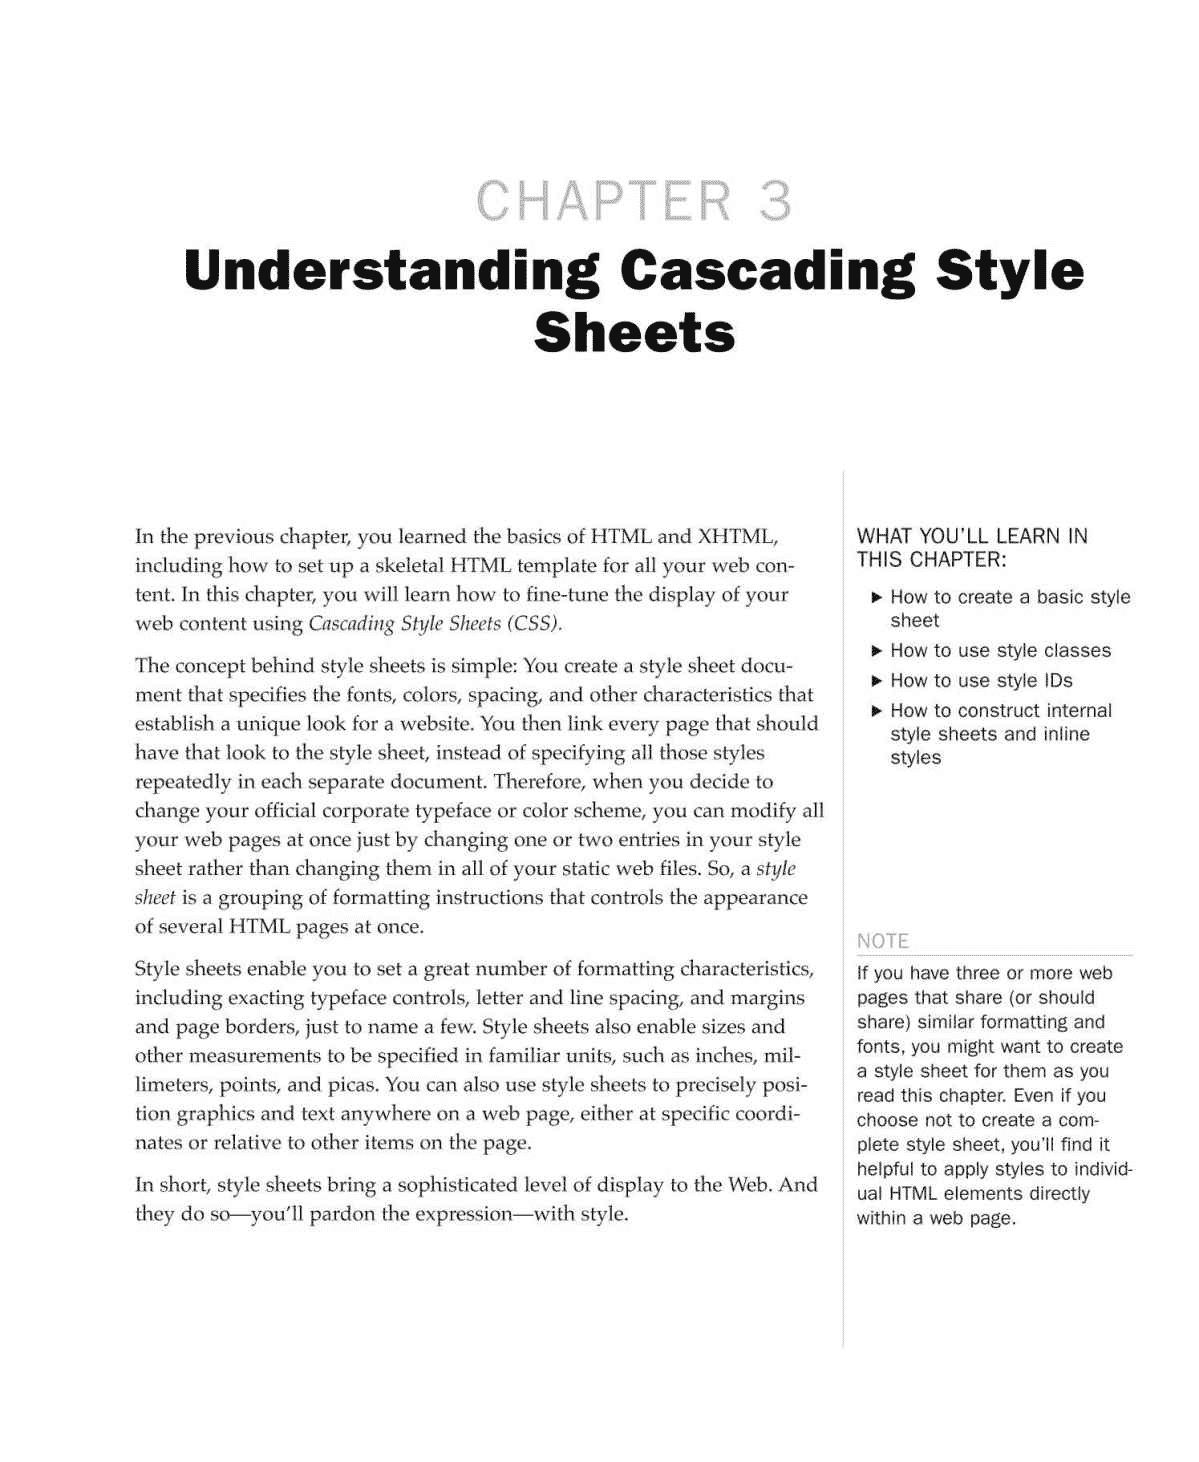 CHAPTER 3
Understanding Cascading Style
Sheets
In the previous chapter, you learned the basics of HTML and XHTML,
including how to set up a skeletal HTML template for all your web con-
tent. In this chapter, you will learn how to fine-tune the display of your
web content using Cascading Style Sheets (CSS).
The concept behind style sheets is simple: You create a style sheet docu-
ment that specifies the fonts, colors, spacing, and other characteristics that
establish a unique look for a website. You then link every page that should
have that look to the style sheet, instead of specifying all those styles
repeatedly in each separate document. Therefore, when you decide to
change your official corporate typeface or color scheme, you can modify all
your web pages at once just by changing one or two entries in your style
sheet rather than changing them in all of your static web files. So, a style
sheet is a grouping of formatting instructions that controls the appearance
of several HTML pages at once.
Style sheets enable you to set a great number of formatting characteristics,
including exacting typeface controls, letter and line spacing, and margins
and page borders, just to name a few. Style sheets also enable sizes and
other measurements to be specified in familiar units, such as inches, mil-
limeters, points, and picas. You can also use style sheets to precisely posi-
tion graphics and text anywhere on a web page, either at specific coordi-
nates or relative to other items on the page.
In short, style sheets bring a sophisticated level of display to the Web. And
they do so—you'll pardon the expression—with style.
WHAT YOU'LL LEARN IN
THIS CHAPTER:
▶ How to create a basic style
sheet
▶ How to use style classes
▶ How to use style IDs
▶ How to construct internal
style sheets and inline
styles
NOTE
If you have three or more web
pages that share (or should
share) similar formatting and
fonts, you might want to create
a style sheet for them as you
read this chapter. Even if you
choose not to create a com-
plete style sheet, you'll find it
helpful to apply styles to individ-
ual HTML elements directly
within a web page.